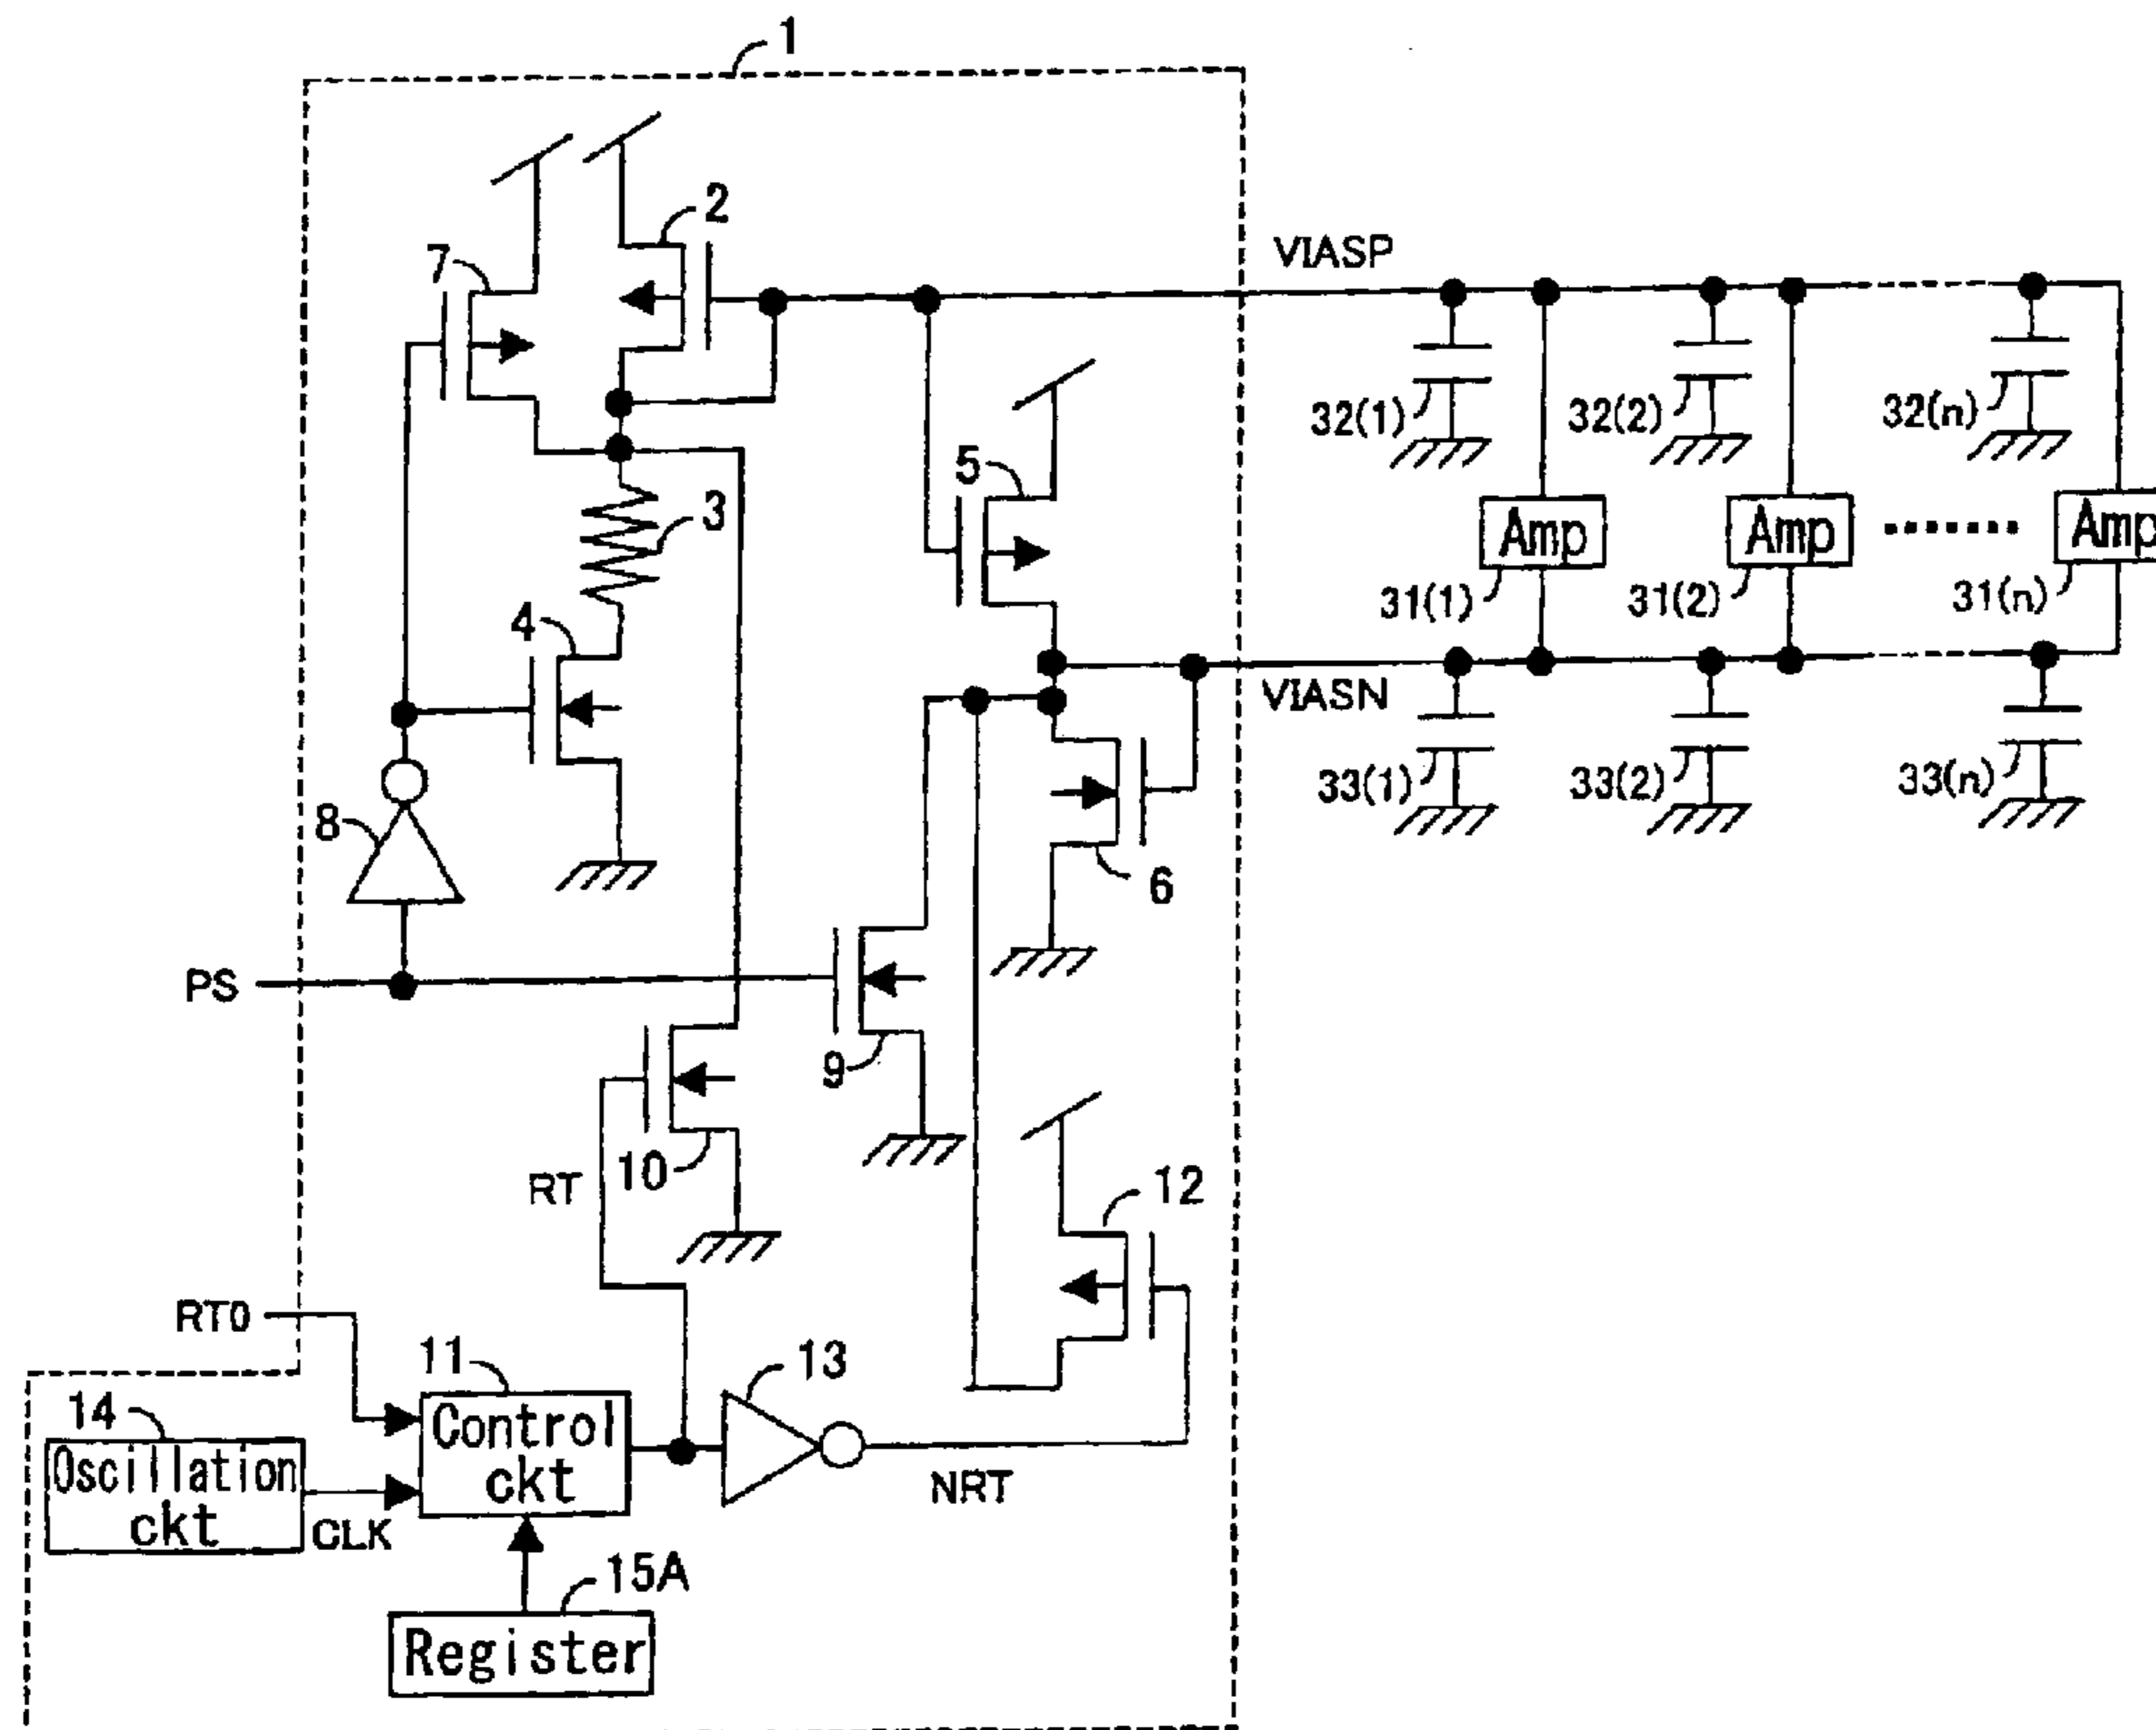 1
2
7
VIASP
32(1)
32(2)
32(n)
5
3
Amp
Amp
Amp
31(1)
31(2)
31(n)
4
VIASN
33(1)
33(2)
33(n)
8
6
PS
9
10
RT
12
RT0
11
13
14
Control
ckt
Oscillation
ckt
CLK
NRT
15A
Register